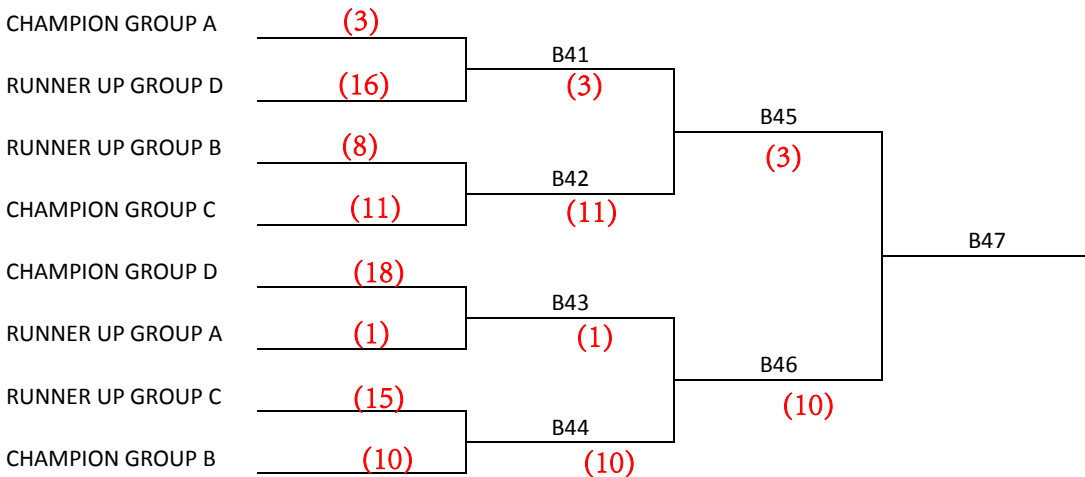 CHAMPION GROUP A (3)
B41
RUNNER UP GROUP D (16) (3)
B45
RUNNER UP GROUP B (8) (3)
B42
CHAMPION GROUP C (11) (11)
B47
CHAMPION GROUP D (18)
B43
RUNNER UP GROUP A (1) (1)
B46
RUNNER UP GROUP C (15) (10)
B44
CHAMPION GROUP B (10) (10)